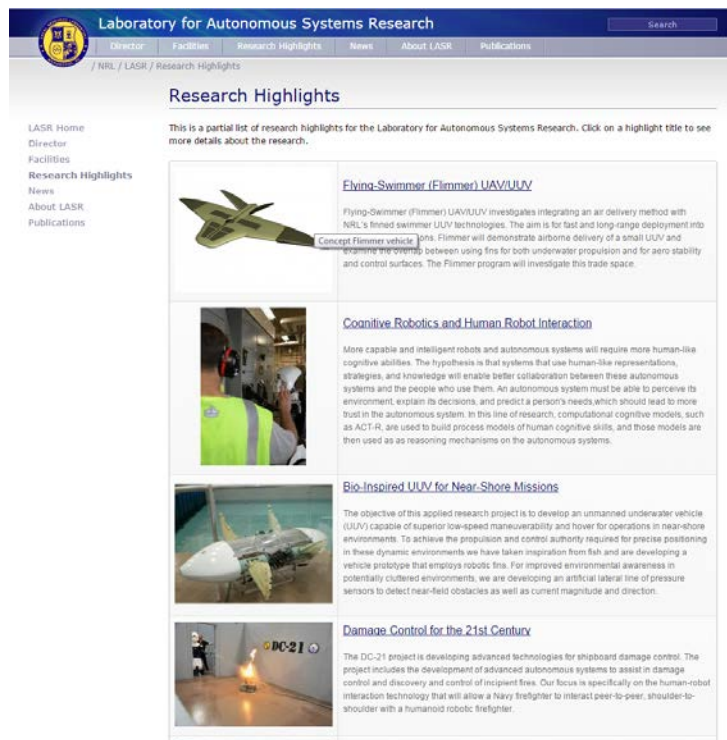 Laboratory for Autonomous Systems Research
Search
Director Facilities Research Highlights News About LASR Publications
/ NRL / LASR / Research Highlights
Research Highlights
LASR Home
Director
Facilities
Research Highlights
News
About LASR
Publications
This is a partial list of research highlights for the Laboratory for Autonomous Systems Research. Click on a highlight title to see
more details about the research.
Flying-Swimmer (Flimmer) UAV/UUV
Flying-Swimmer (Flimmer) UAV/UUV investigates integrating an air delivery method with
NRL's finned swimmer UUV technologies. The aim is for fast and long-range deployment into
Concept Flimmer vehicle
ons. Flimmer will demonstrate airborne delivery of a small UUV and
examine the overlap between using fins for both underwater propulsion and for aero stability
and control surfaces. The Flimmer program will investigate this trade space.
Cognitive Robotics and Human Robot Interaction
More capable and intelligent robots and autonomous systems will require more human-like
cognitive abilities. The hypothesis is that systems that use human-like representations,
strategies, and knowledge will enable better collaboration between these autonomous
systems and the people who use them. An autonomous system must be able to perceive its
environment, explain its decisions, and predict a person's needs,which should lead to more
trust in the autonomous system. In this line of research, computational cognitive models, such
as ACT-R, are used to build process models of human cognitive skills, and those models are
then used as as reasoning mechanisms on the autonomous systems.
Bio-Inspired UUV for Near-Shore Missions
The objective of this applied research project is to develop an unmanned underwater vehicle
(UUV) capable of superior low-speed maneuverability and hover for operations in near-shore
environments. To achieve the propulsion and control authority required for precise positioning
in these dynamic environments we have taken inspiration from fish and are developing a
vehicle prototype that employs robotic fins. For improved environmental awareness in
potentially cluttered environments, we are developing an artificial lateral line of pressure
sensors to detect near-field obstacles as well as current magnitude and direction.
DC-21
Damage Control for the 21st Century
The DC-21 project is developing advanced technologies for shipboard damage control. The
project includes the development of advanced autonomous systems to assist in damage
control and discovery and control of incipient fires. Our focus is specifically on the human-robot
interaction technology that will allow a Navy firefighter to interact peer-to-peer, shoulder-to-
shoulder with a humanoid robotic firefighter.